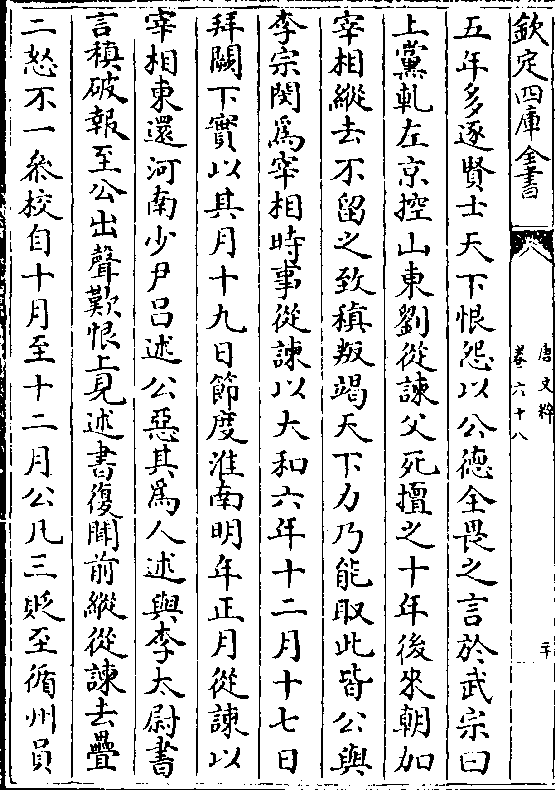 欽定四庫全書
唐文粹
卷六十八
二十
五年多逐賢士天下恨怨以公德全畏之言於武宗曰
上黨軋左京控山東劉從諫父死擅之十年後來朝加
宰相縱去不留之致稹叛竭天下力乃能取此皆公與
李宗閔爲宰相時事從諫以大和六年十二月十七日
拜闕下實以其月十九日節度淮南明年正月從諫以
宰相東還河南少尹吕述公惡其爲人述與李太尉書
言稹破報至公出聲歎恨上見述書復聞前縱從諫去疊
二怒不一叅校自十月至十二月公凡三貶至循州員